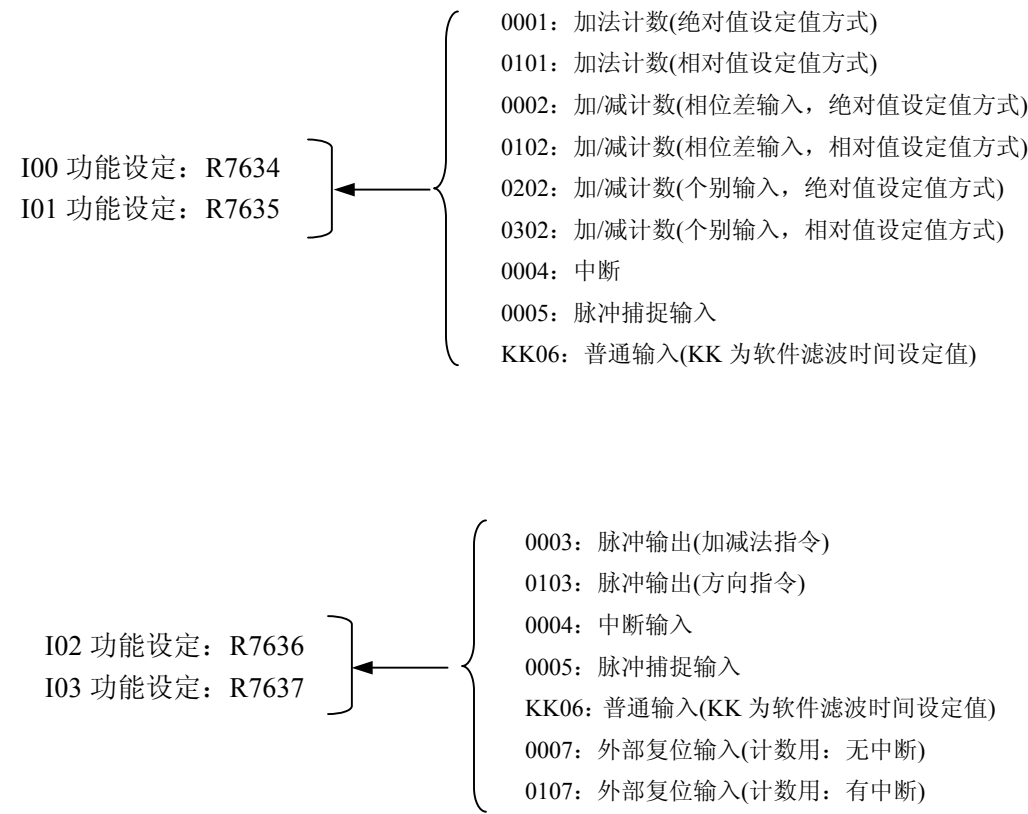 0001：加法计数(绝对值设定值方式)
0101：加法计数(相对值设定值方式)
0002：加/减计数(相位差输入，绝对值设定值方式)
0102：加/减计数(相位差输入，相对值设定值方式)
I00 功能设定：R7634
I01 功能设定：R7635
0202：加/减计数(个别输入，绝对值设定值方式)
0302：加/减计数(个别输入，相对值设定值方式)
0004：中断
0005：脉冲捕捉输入
KK06：普通输入(KK 为软件滤波时间设定值)
0003：脉冲输出(加减法指令)
0103：脉冲输出(方向指令)
0004：中断输入
I02 功能设定：R7636
I03 功能设定：R7637
0005：脉冲捕捉输入
KK06：普通输入(KK 为软件滤波时间设定值)
0007：外部复位输入(计数用：无中断)
0107：外部复位输入(计数用：有中断)